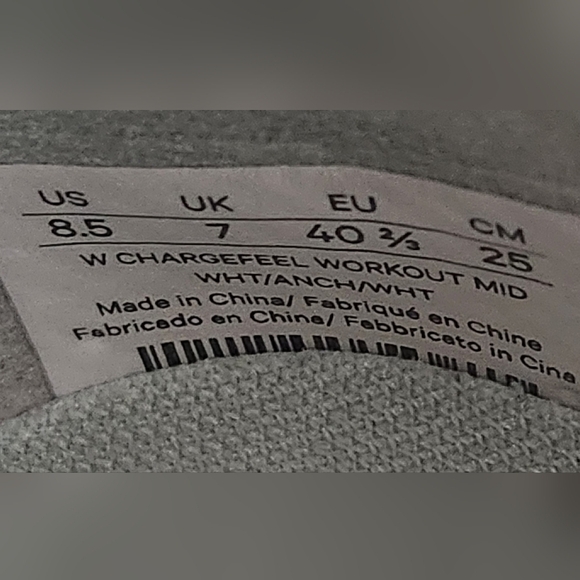 US UK EU CM
8.5 7 40 ⅔ 25
W CHARGEFEEL WORKOUT MID
WHT/ANCH/WHT
Made in China/ Fabriqué en Chine
Fabricado en China/ Fabbricato in Cina